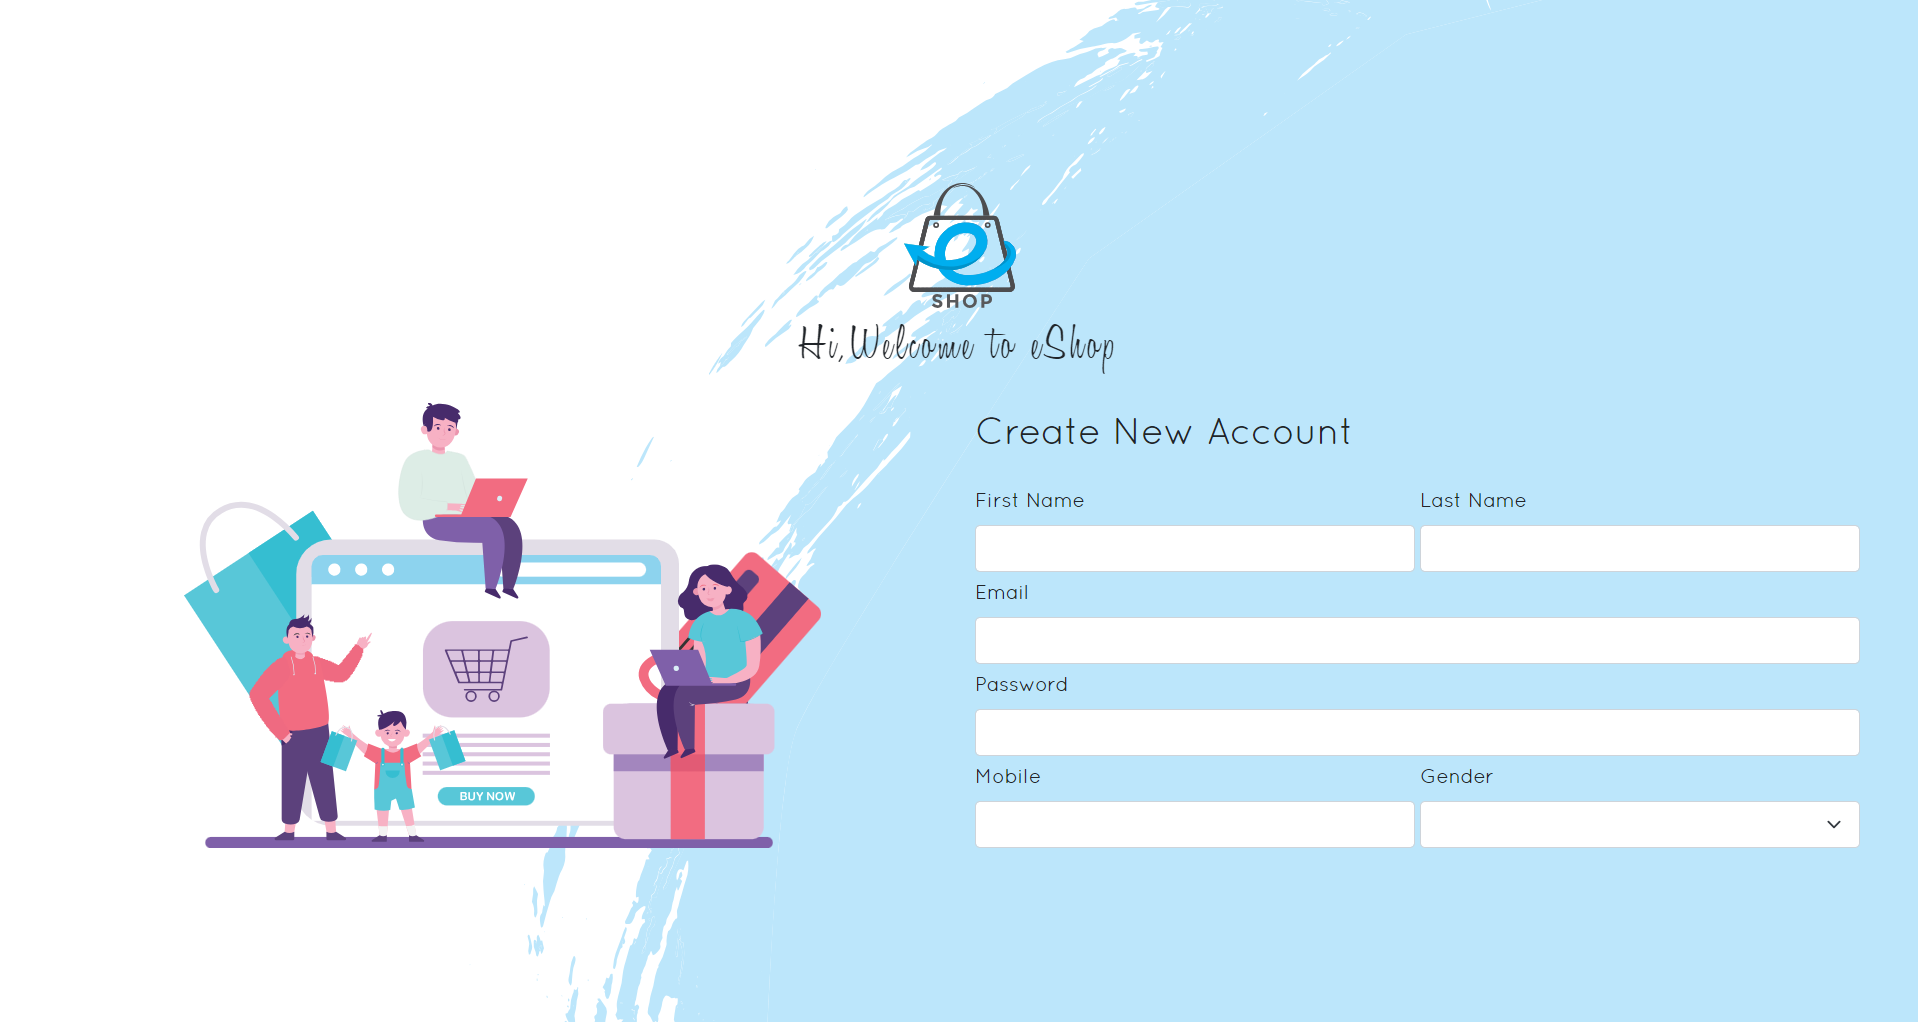 SHOP
Hi,Welcome to eShop
Create New Account
First Name Last Name
Email
Password
Mobile Gender
BUY NOW